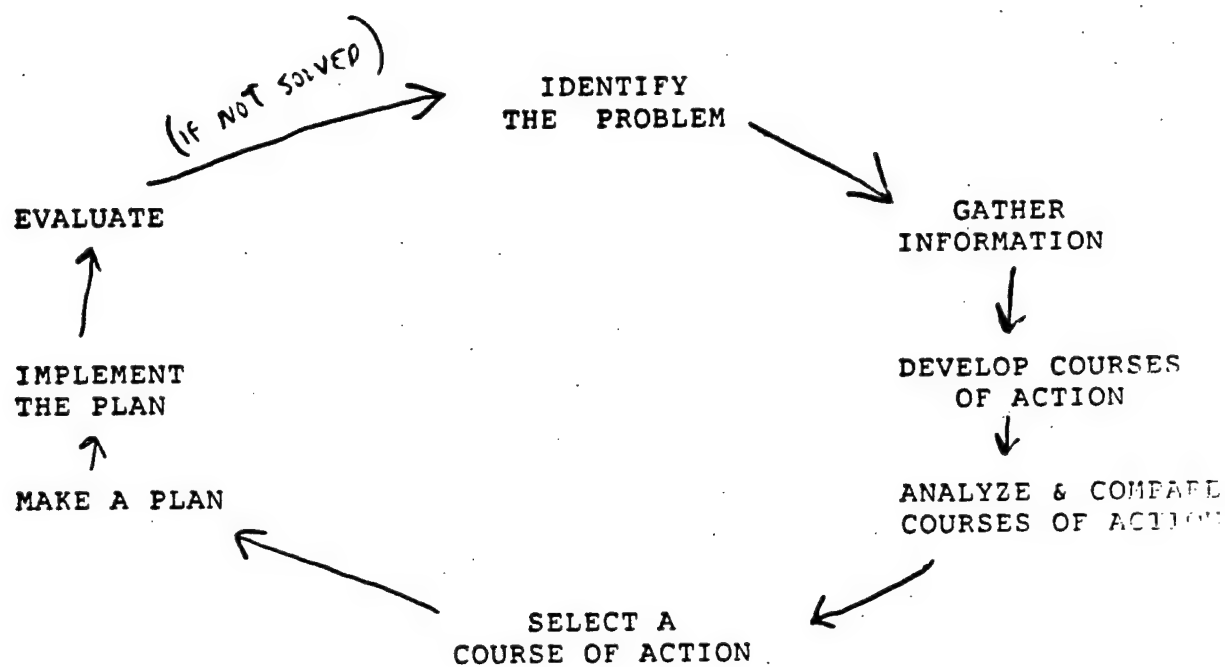 (IF NOT SOLVED)
IDENTIFY
THE PROBLEM
GATHER
INFORMATION
DEVELOP COURSES
OF ACTION
ANALYZE & COMPARE
COURSES OF ACTION
SELECT A
COURSE OF ACTION
MAKE A PLAN
IMPLEMENT
THE PLAN
EVALUATE